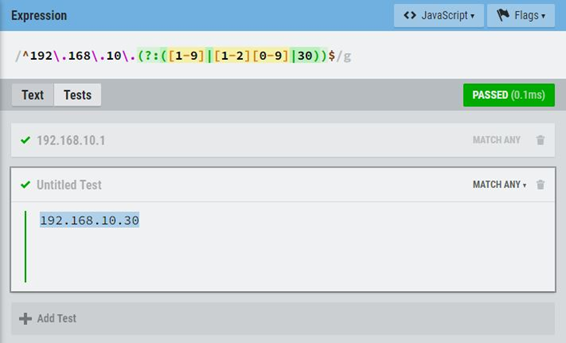 Expression
<> JavaScript ▾
Flags ▾
/^192\.168\.10\.(?:([1-9]|[1-2][0-9]|30))$/g
Text
Tests
PASSED (0.1ms)
192.168.10.1
MATCH ANY
Untitled Test
MATCH ANY ▾
192.168.10.30
Add Test